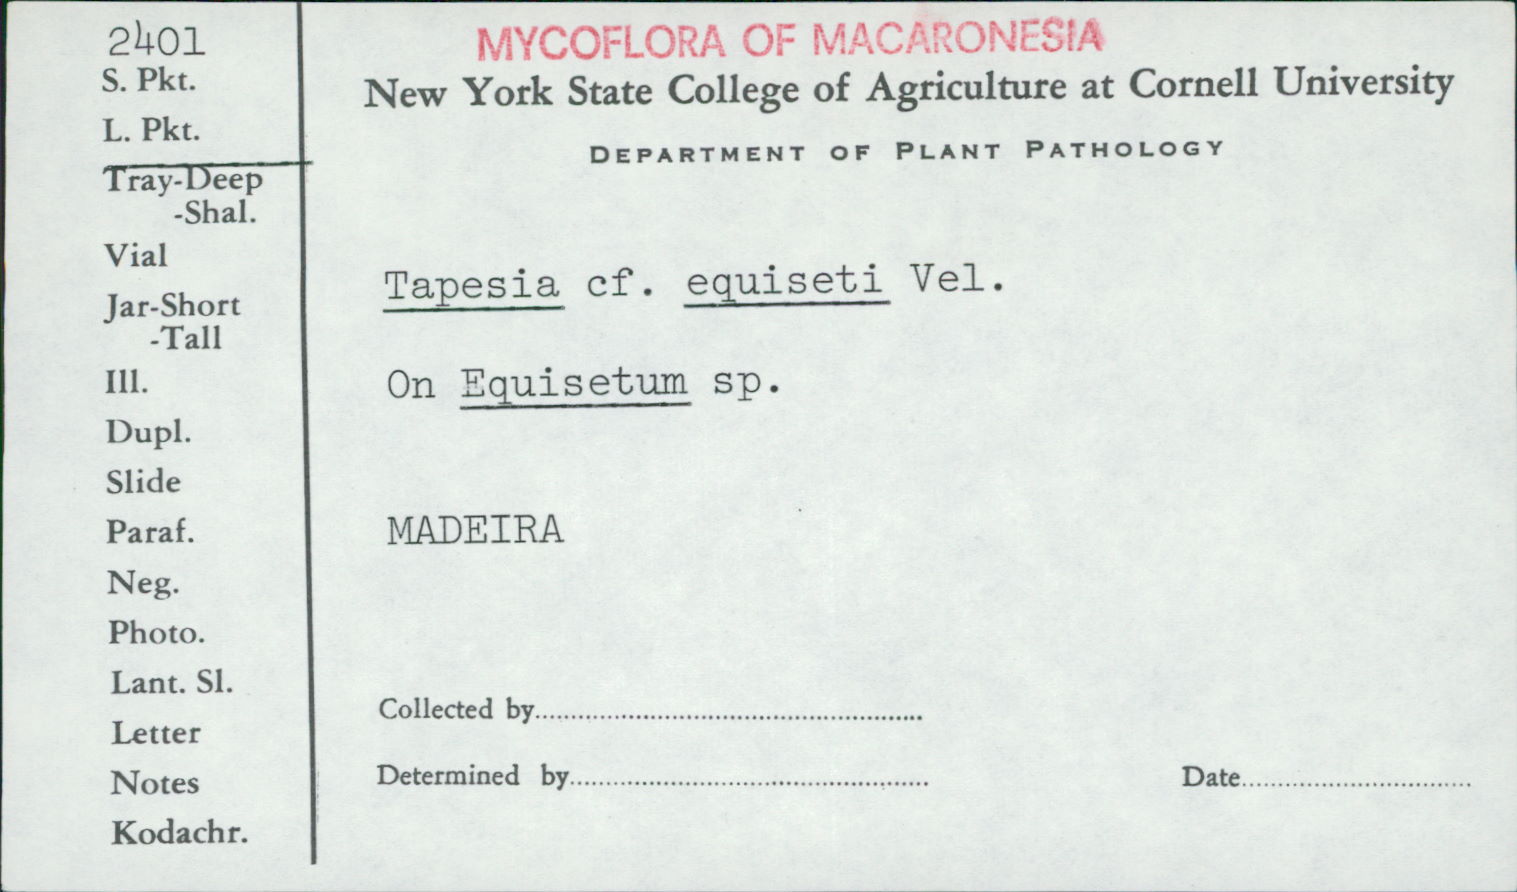 2401
S. Pkt.
L. Pkt.
Tray-Deep
-Shal.
Vial
Jar-Short
-Tall
Ill.
Dupl.
Slide
Paraf.
Neg.
Photo.
Lant. Sl.
Letter
Notes
Kodachr.
MYCOFLORA OF MACARONESIA
New York State College of Agriculture at Cornell University
DEPARTMENT OF PLANT PATHOLOGY
Tapesia cf. equiseti Vel.
On Equisetum sp.
MADEIRA
Collected by
Determined by
Date